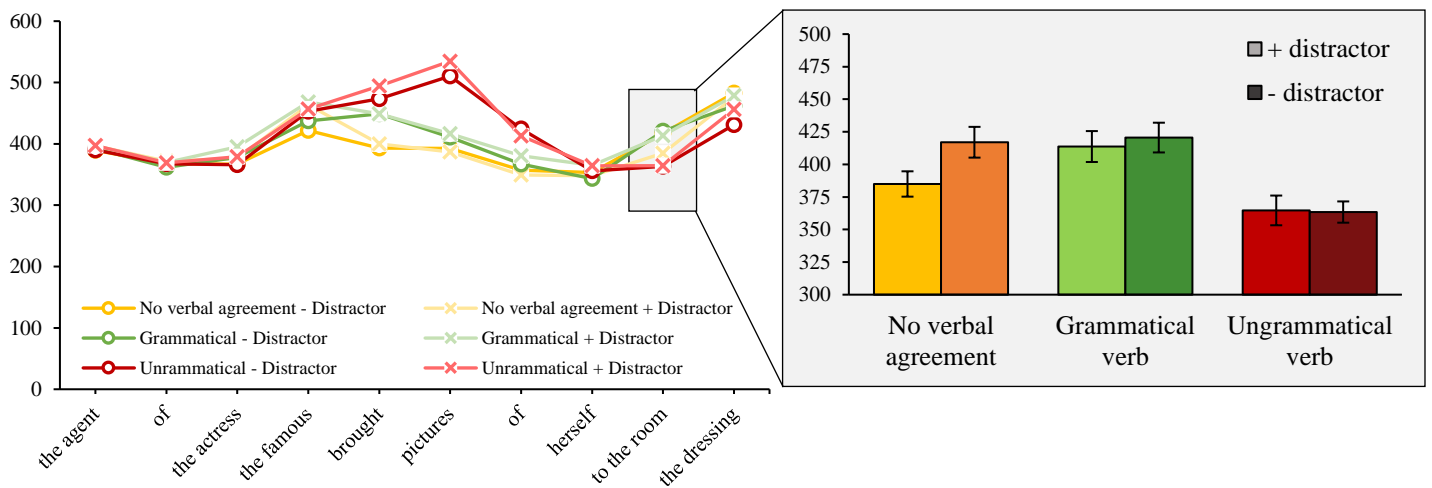 600
500
400
300
200
100
0
No verbal agreement - Distractor
No verbal agreement + Distractor
Grammatical - Distractor
Grammatical + Distractor
Unrammatical - Distractor
Unrammatical + Distractor
the agent
of
the actress
the famous
brought
pictures
of
herself
to the room
the dressing
500
475
450
425
400
375
350
325
300
+ distractor
- distractor
No verbal
agreement
Grammatical
verb
Ungrammatical
verb